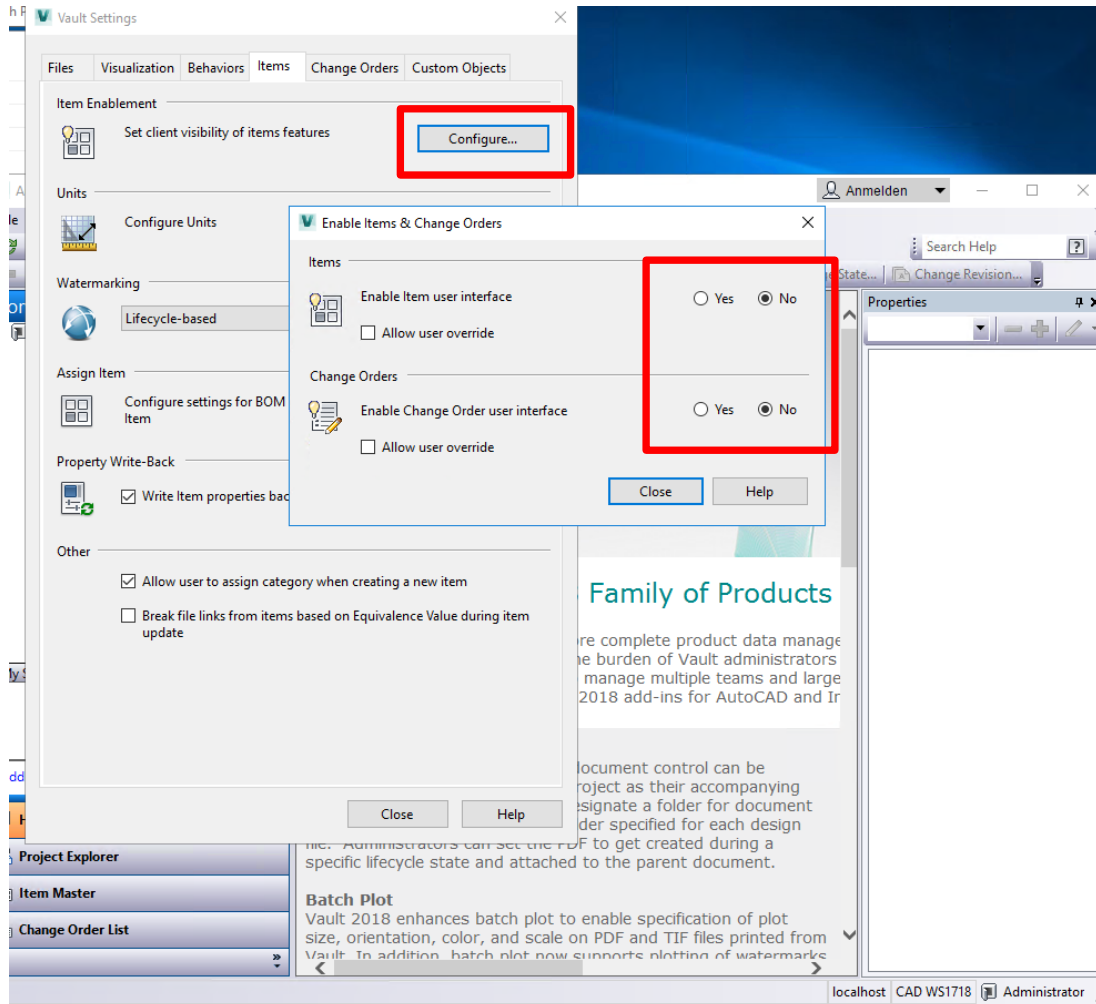 Vault Settings
Files Visualization Behaviors Items Change Orders Custom Objects
Item Enablement
Set client visibility of items features
Configure...
Units
Configure Units
Watermarking
Lifecycle-based
Assign Item
Configure settings for BOM
Item
Property Write-Back
Write Item properties bac
Other
Allow user to assign category when creating a new item
Break file links from items based on Equivalence Value during item
update
Close Help
Enable Items & Change Orders
Items
Enable Item user interface
Yes No
Allow user override
Change Orders
Enable Change Order user interface
Yes No
Allow user override
Close Help
Anmelden
Search Help
State... Change Revision...
Properties
Family of Products
re complete product data manage
e burden of Vault administrators
manage multiple teams and large
2018 add-ins for AutoCAD and In
document control can be
roject as their accompanying
esignate a folder for document
der specified for each design
file. Administrators can set the PDF to get created during a
specific lifecycle state and attached to the parent document.
Batch Plot
Vault 2018 enhances batch plot to enable specification of plot
size, orientation, color, and scale on PDF and TIF files printed from
Vault. In addition, batch plot now supports plotting of watermarks
Project Explorer
Item Master
Change Order List
localhost CAD WS1718 Administrator